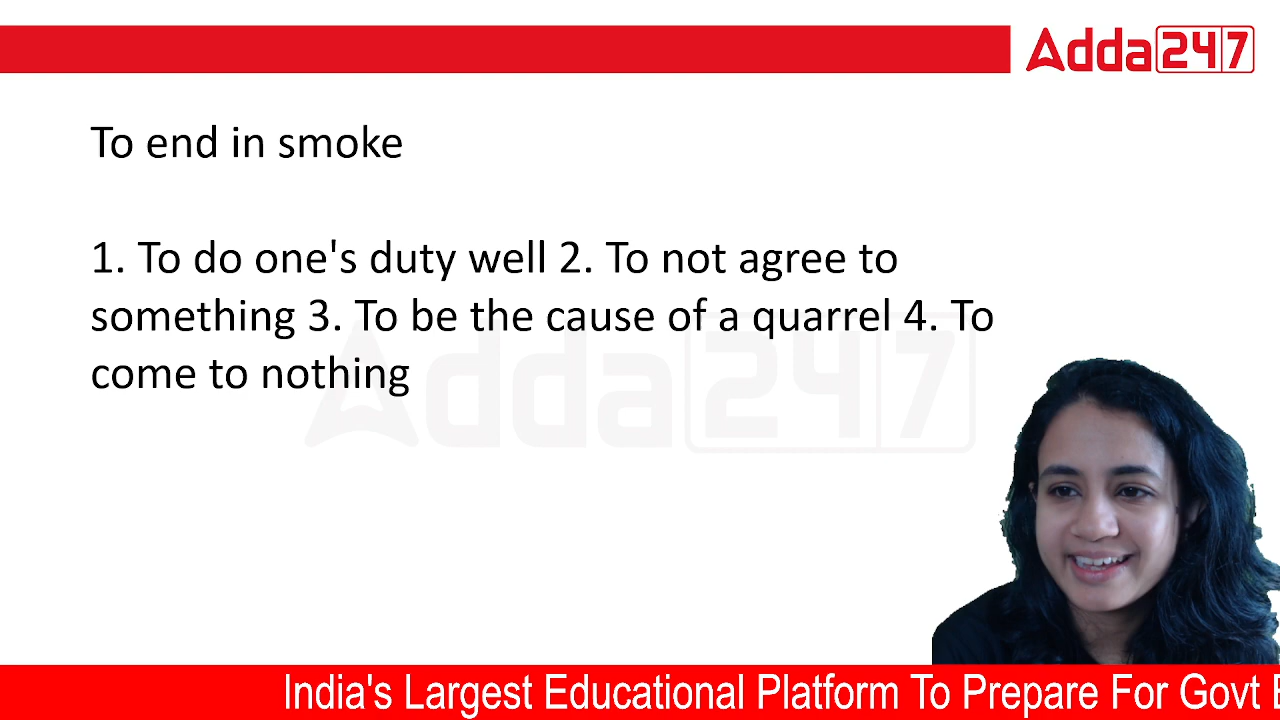 Adda247
To end in smoke
1. To do one's duty well 2. To not agree to
something 3. To be the cause of a quarrel 4. To
come to nothing
Adda247
India's Largest Educational Platform To Prepare For Govt E